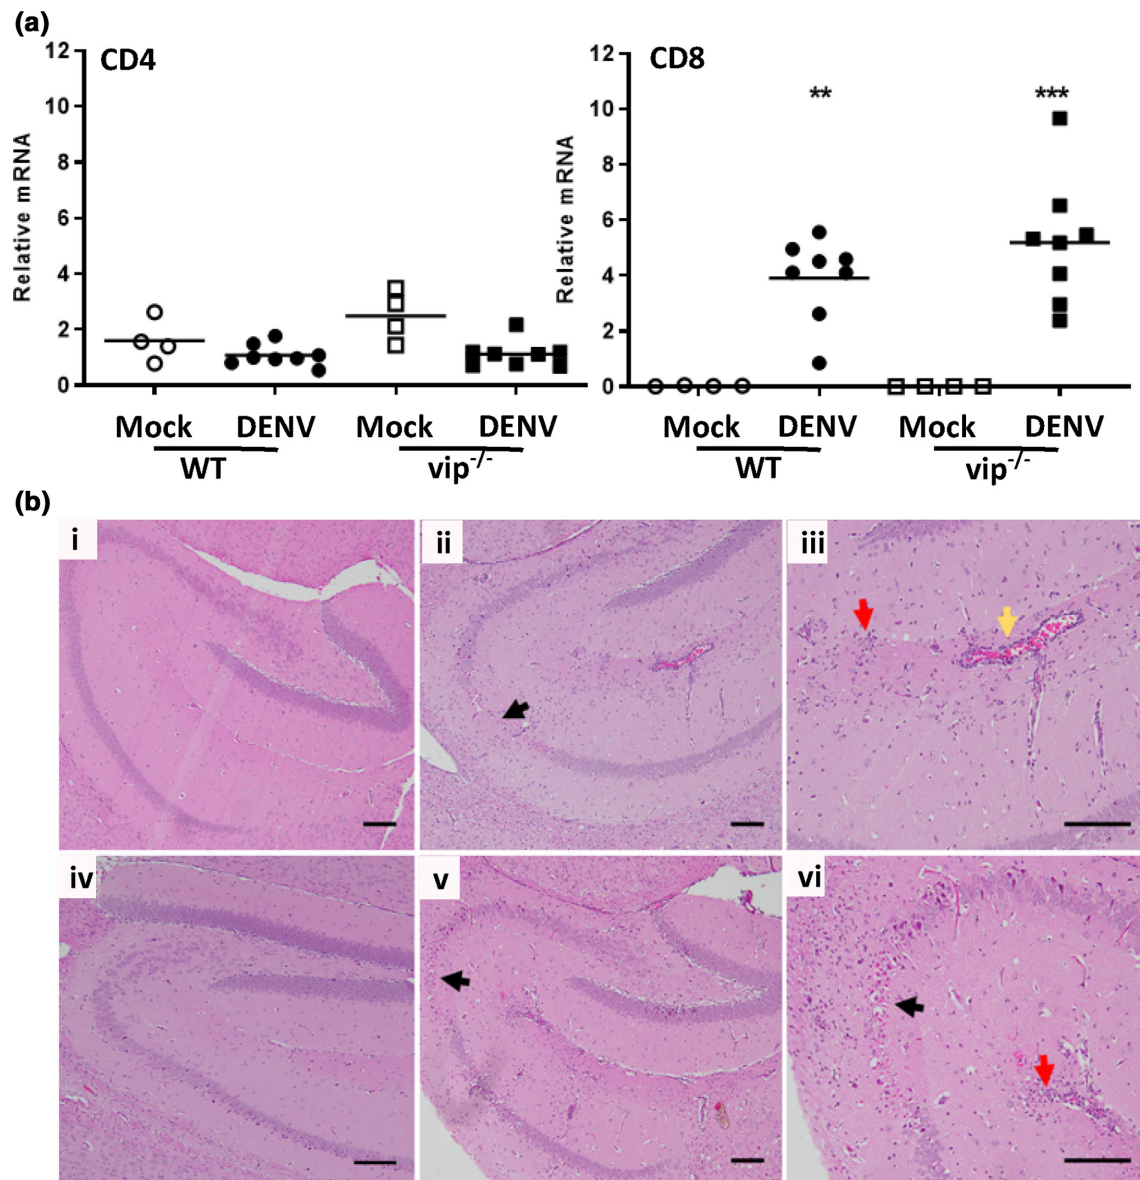 (a)
CD4
Relative mRNA
12
10
8
6
4
2
0
Mock DENV Mock DENV
WT vip-/-
CD8
Relative mRNA
12
10
8
6
4
2
0
** ***
Mock DENV Mock DENV
WT vip-/-
(b)
i ii iii
iv v vi